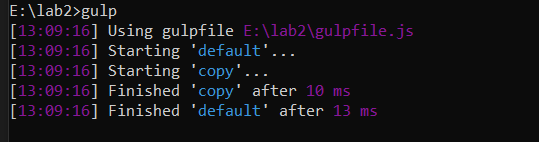 E:\lab2>gulp
[13:09:16] Using gulpfile E:\lab2\gulpfile.js
[13:09:16] Starting 'default'...
[13:09:16] Starting 'copy'...
[13:09:16] Finished 'copy' after 10 ms
[13:09:16] Finished 'default' after 13 ms